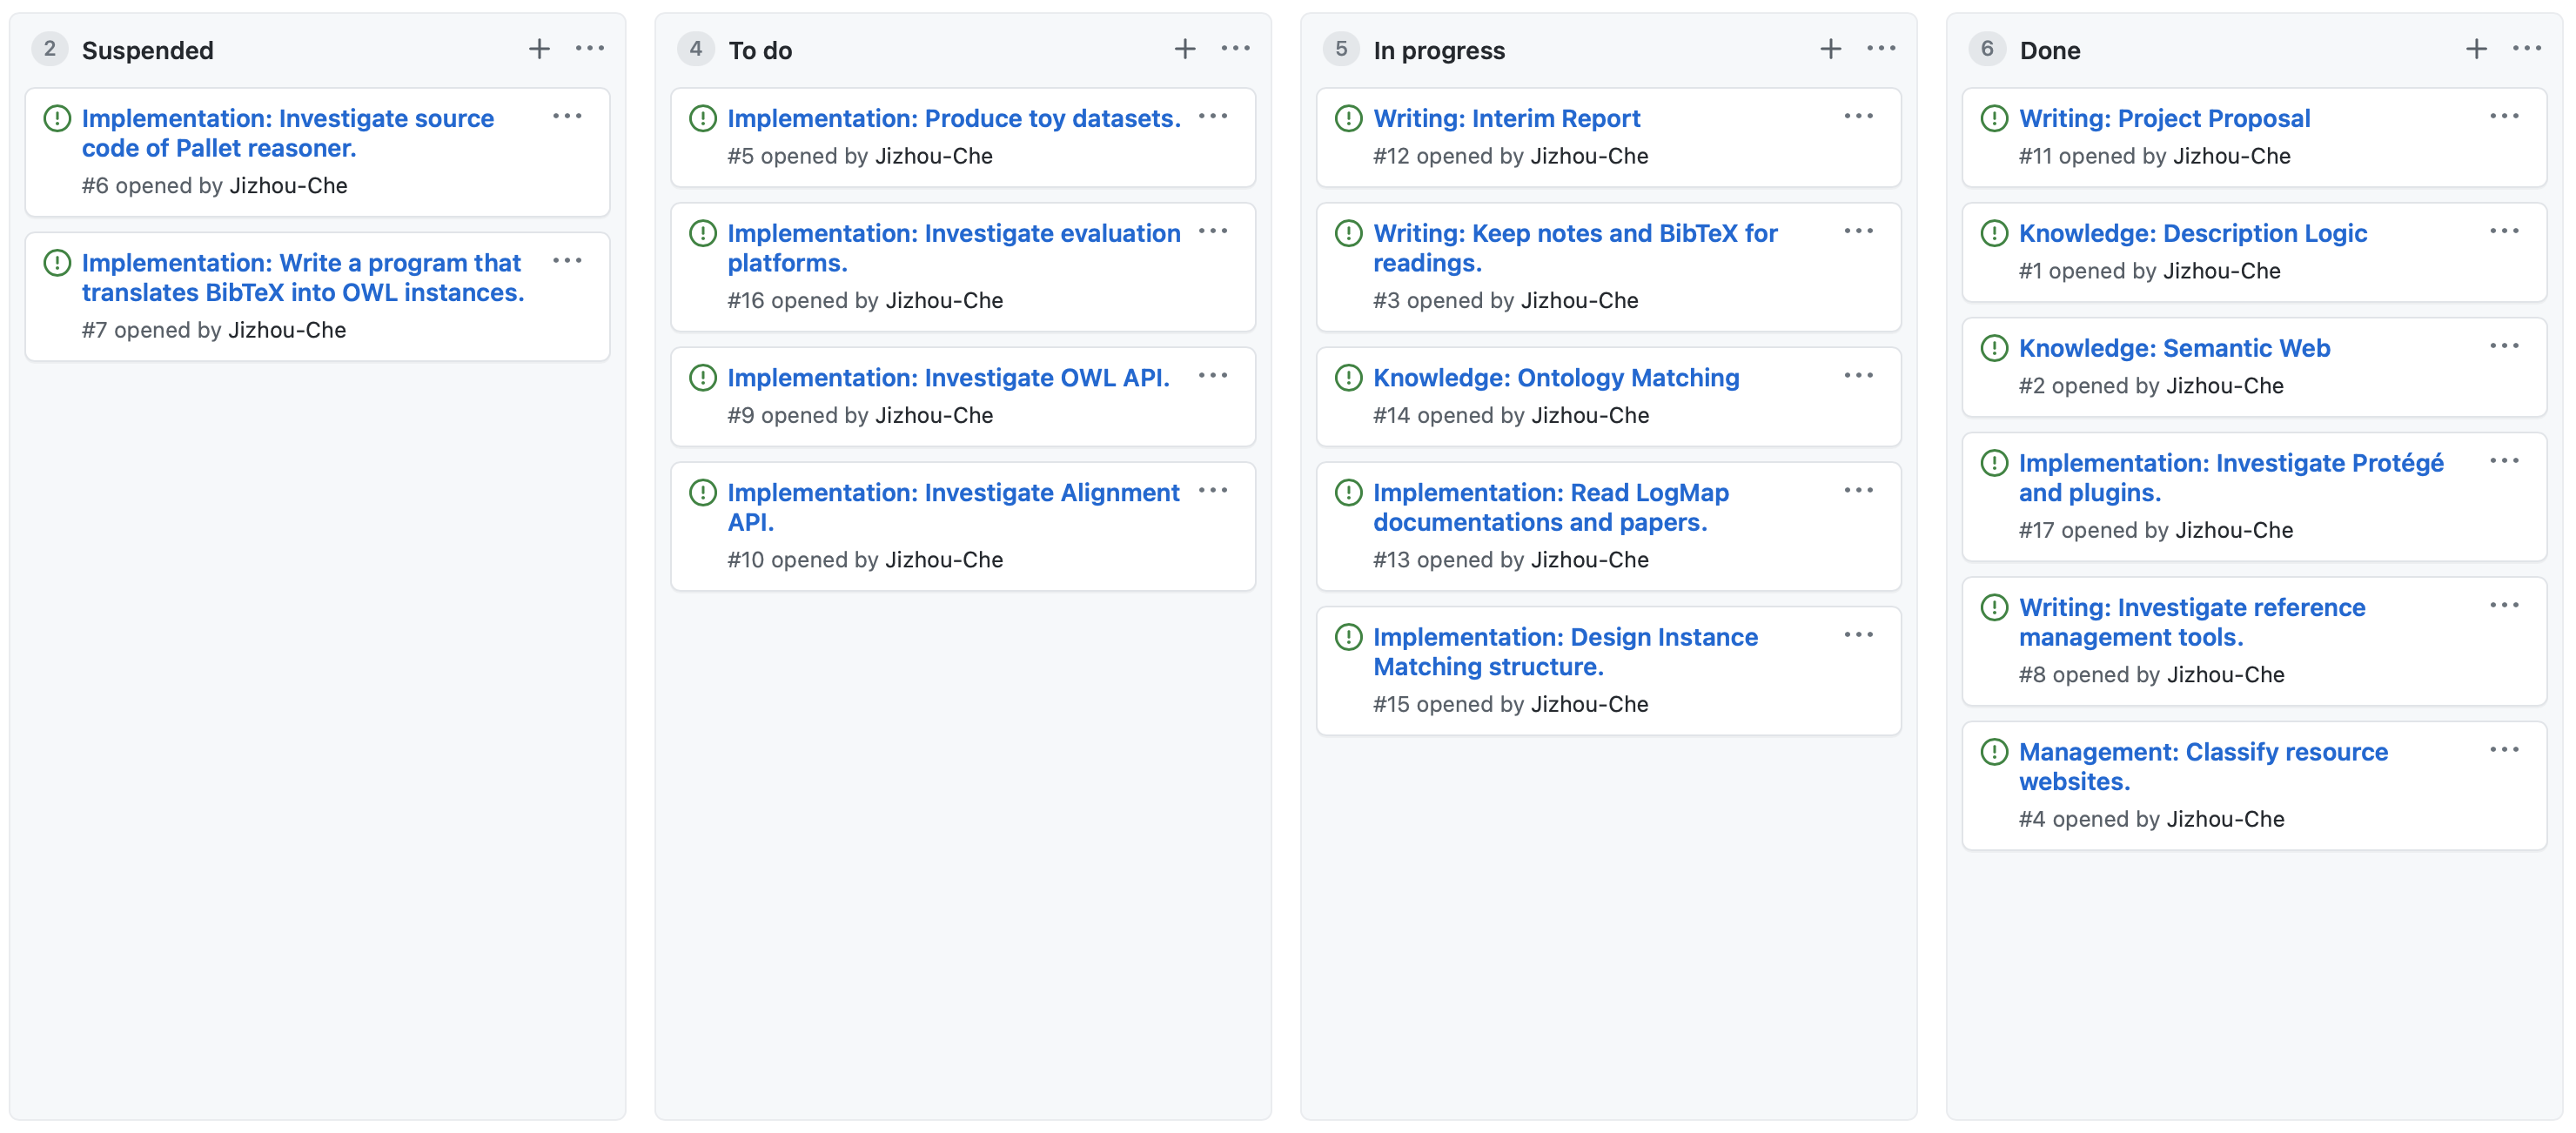 2 Suspended
Implementation: Investigate source
code of Pallet reasoner.
#6 opened by Jizhou-Che
Implementation: Write a program that
translates BibTeX into OWL instances.
#7 opened by Jizhou-Che
4 To do
Implementation: Produce toy datasets.
#5 opened by Jizhou-Che
Implementation: Investigate evaluation
platforms.
#16 opened by Jizhou-Che
Implementation: Investigate OWL API.
#9 opened by Jizhou-Che
Implementation: Investigate Alignment
API.
#10 opened by Jizhou-Che
5 In progress
Writing: Interim Report
#12 opened by Jizhou-Che
Writing: Keep notes and BibTeX for
readings.
#3 opened by Jizhou-Che
Knowledge: Ontology Matching
#14 opened by Jizhou-Che
Implementation: Read LogMap
documentations and papers.
#13 opened by Jizhou-Che
Implementation: Design Instance
Matching structure.
#15 opened by Jizhou-Che
6 Done
Writing: Project Proposal
#11 opened by Jizhou-Che
Knowledge: Description Logic
#1 opened by Jizhou-Che
Knowledge: Semantic Web
#2 opened by Jizhou-Che
Implementation: Investigate Protégé
and plugins.
#17 opened by Jizhou-Che
Writing: Investigate reference
management tools.
#8 opened by Jizhou-Che
Management: Classify resource
websites.
#4 opened by Jizhou-Che